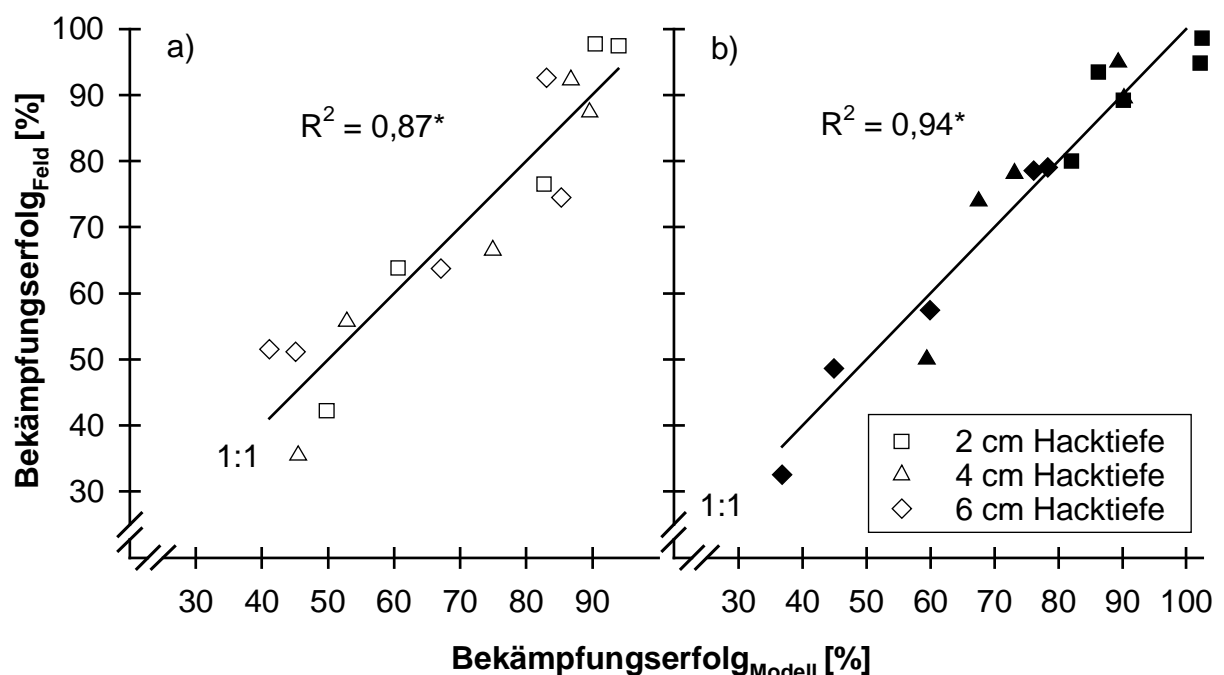 a)
R² = 0,87*
1:1
100
90
80
70
60
50
40
30
Bekämpfungserfolg_Feld [%]
30 40 50 60 70 80 90
b)
R² = 0,94*
1:1
2 cm Hacktiefe
4 cm Hacktiefe
6 cm Hacktiefe
30 40 50 60 70 80 90 100
Bekämpfungserfolg_Modell [%]